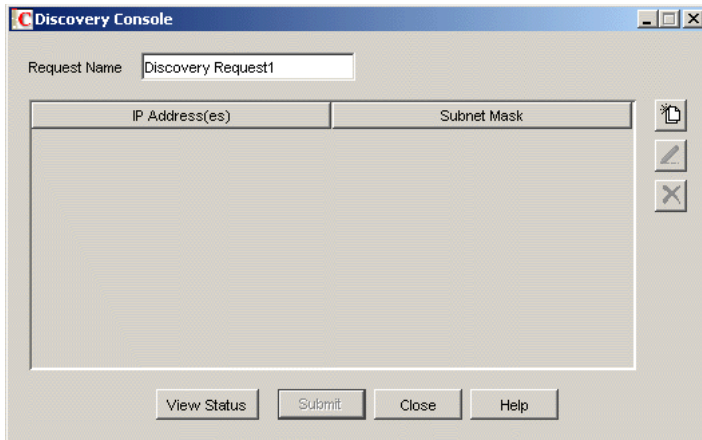 C Discovery Console
Request Name Discovery Request1
IP Address(es) Subnet Mask
View Status Submit Close Help